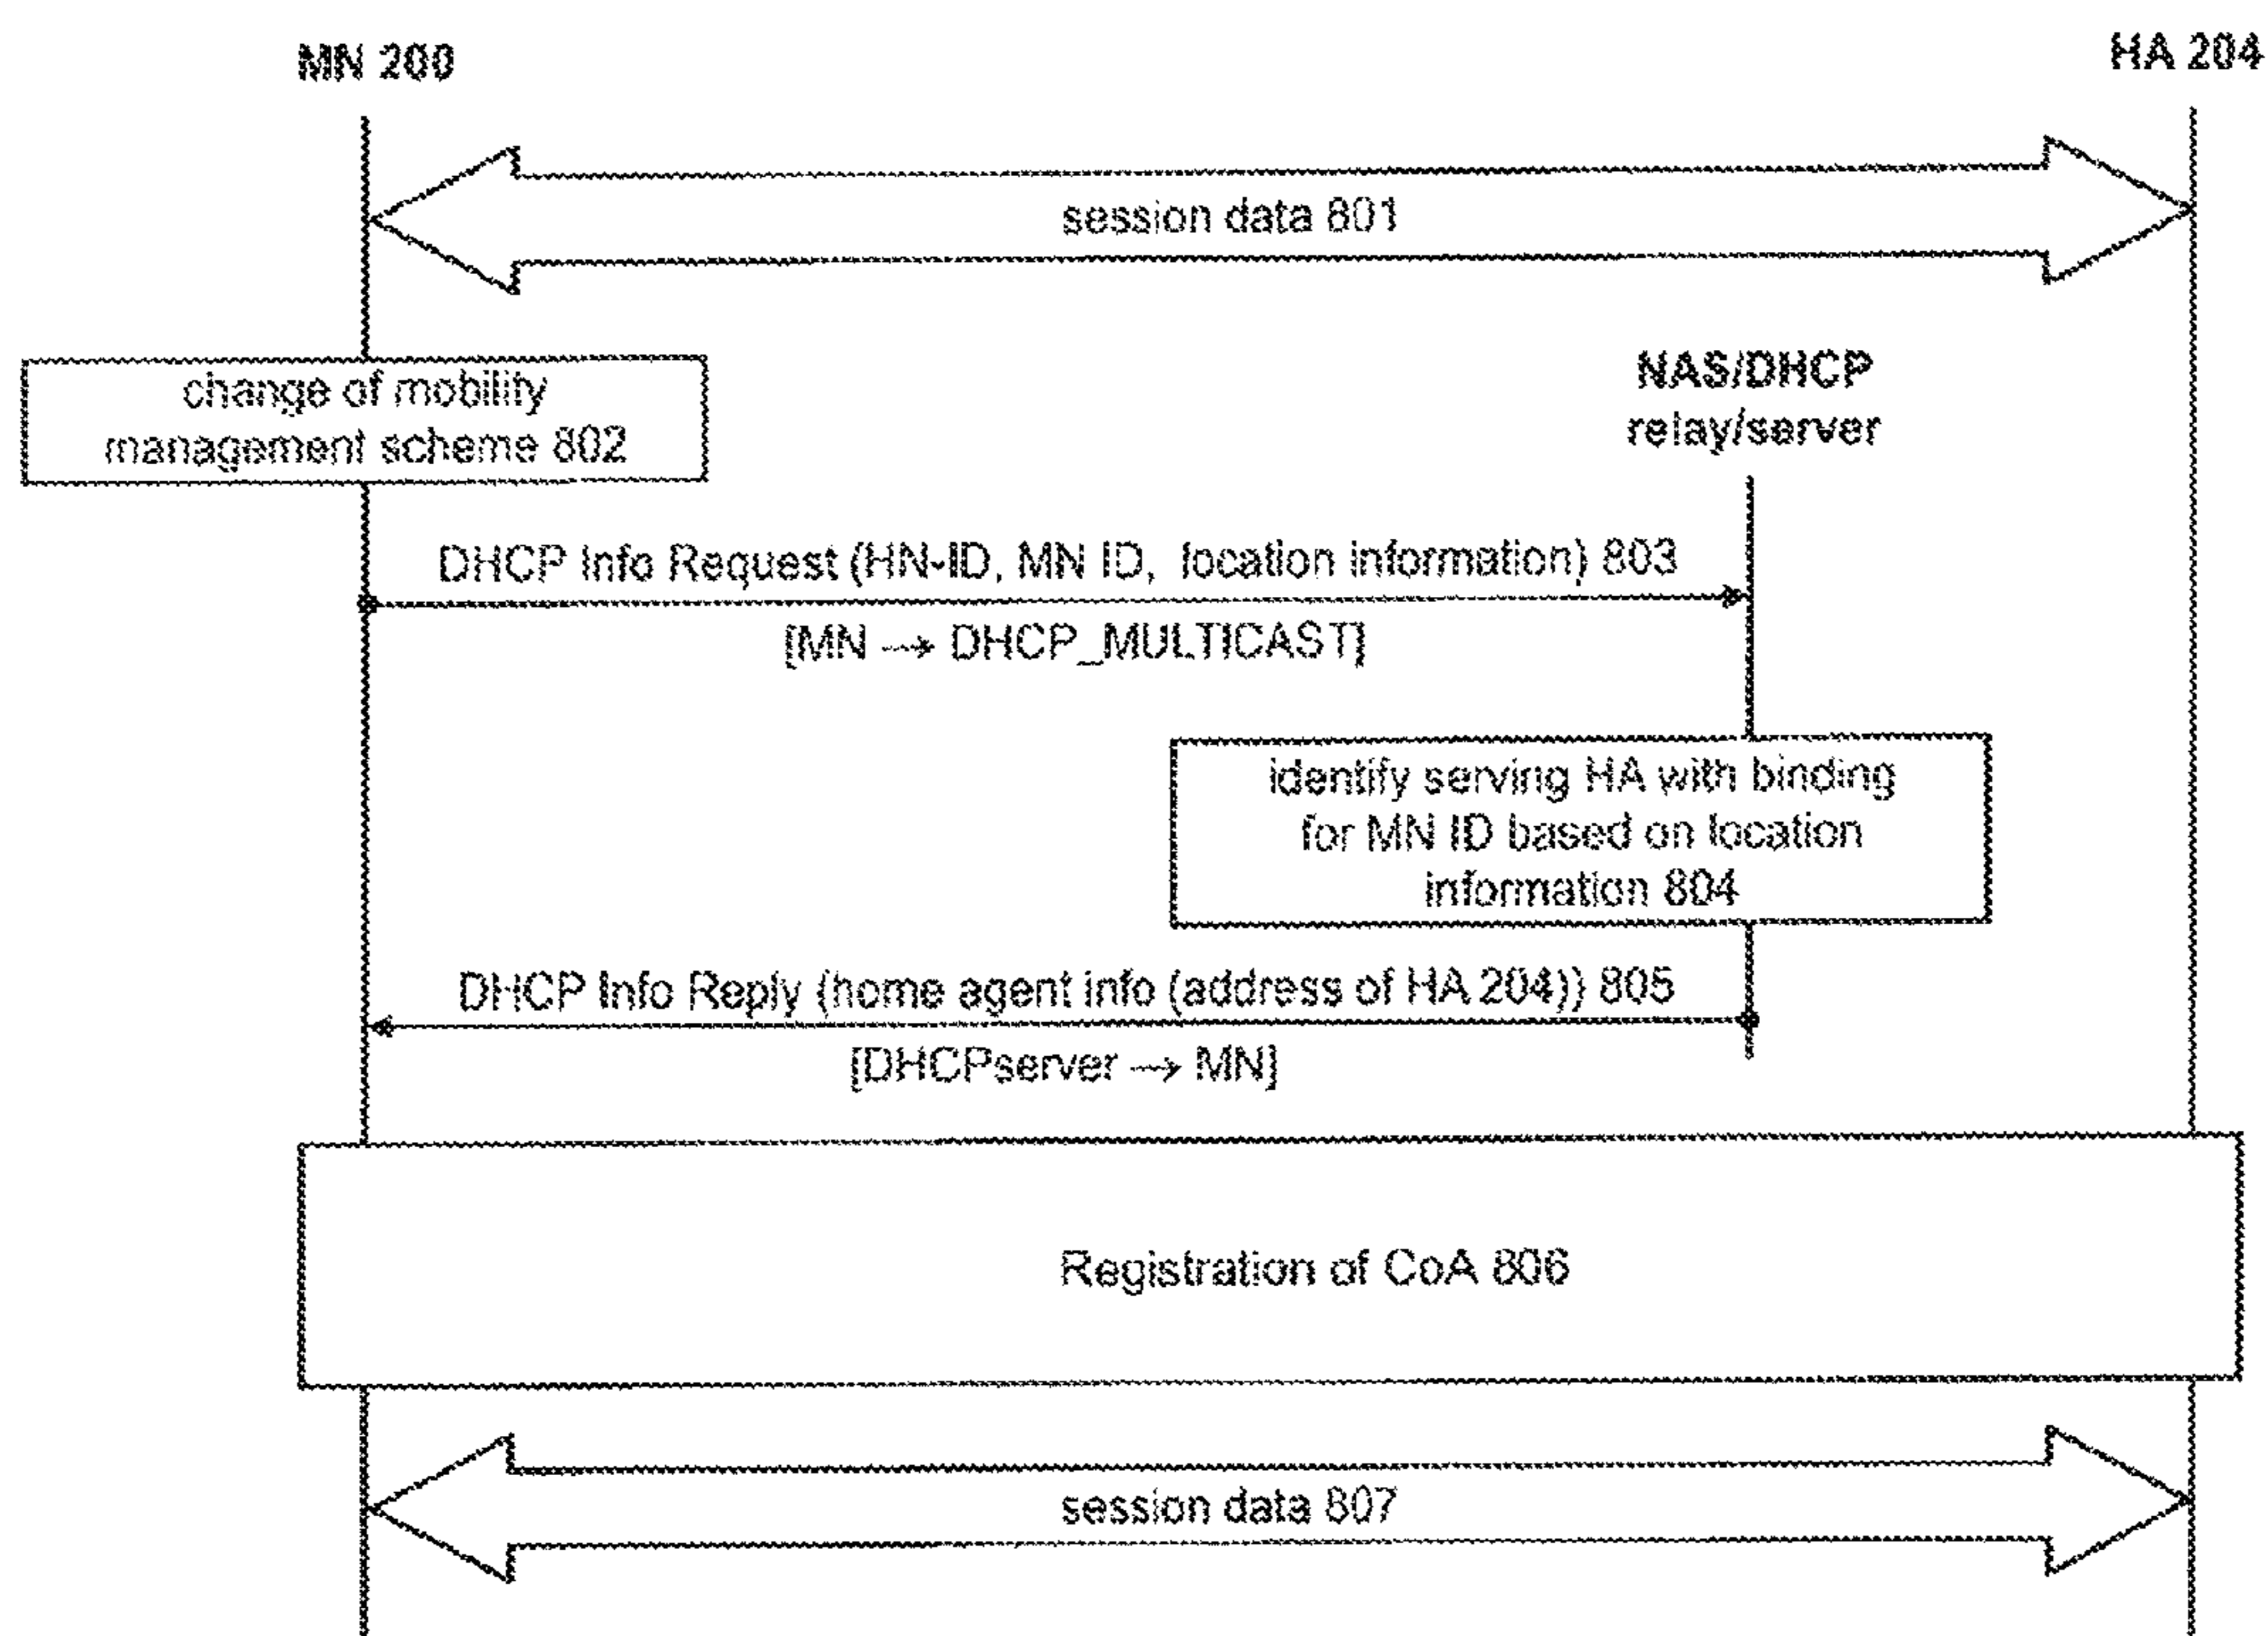 MN 200
HA 204
session data 801
change of mobility
management scheme 802
NAS/DHCP
relay/server
DHCP Info Request (HN-ID, MN ID, location information) 803
[MN → DHCP_MULTICAST]
identify serving HA with binding
for MN ID based on location
information 804
DHCP Info Reply (home agent info (address of HA 204)) 805
[DHCPserver → MN]
Registration of CoA 806
session data 807